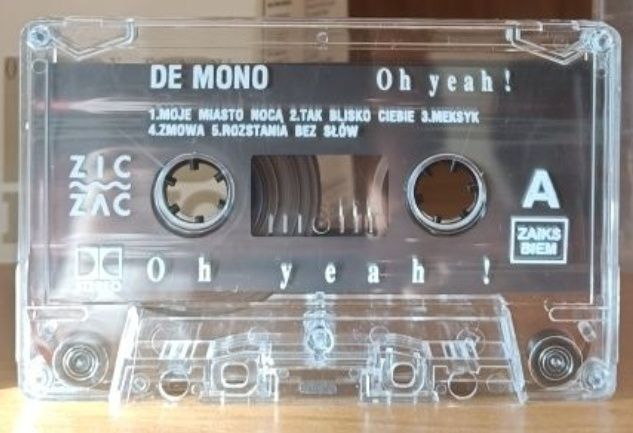 DE MONO Oh yeah!
1.MOJE MIASTO NOCĄ 2.TAK BLISKO CIEBIE 3.MEKSYK
4.ZMOWA 5.ROZSTANIA BEZ SŁÓW
ZIC
ZAC
A
ZAIKS
BIEM
Oh yeah!